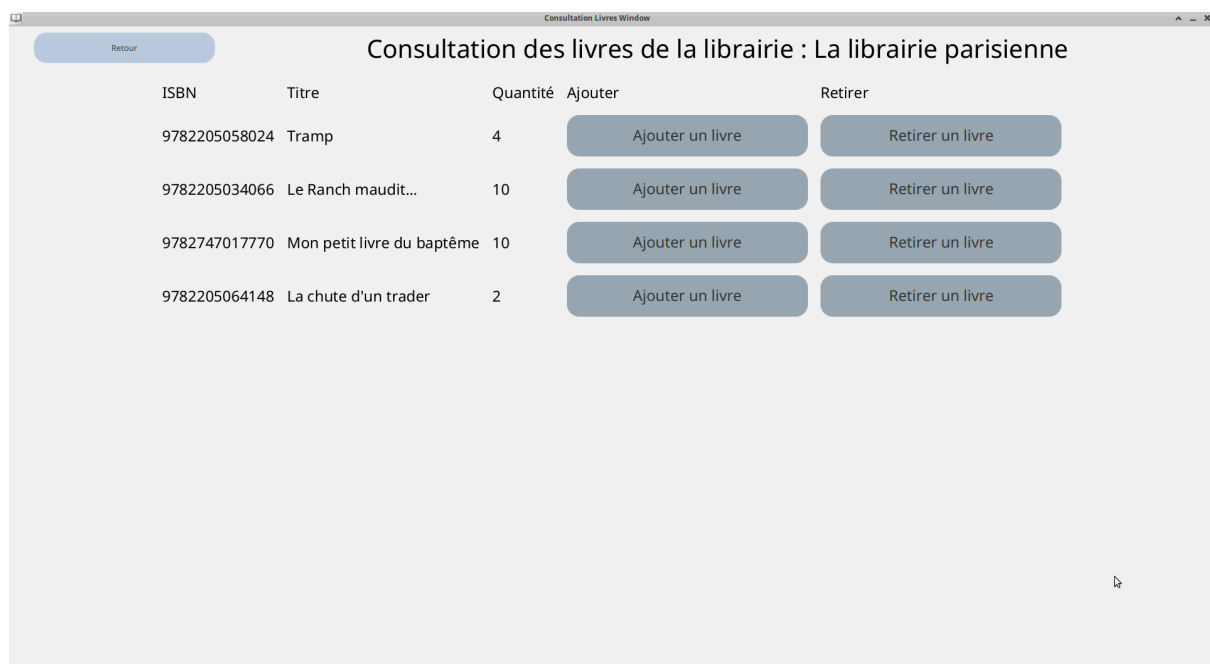 Consultation Livres Window
Retour
Consultation des livres de la librairie : La librairie parisienne
ISBN Titre Quantité Ajouter Retirer
9782205058024 Tramp 4 Ajouter un livre Retirer un livre
9782205034066 Le Ranch maudit... 10 Ajouter un livre Retirer un livre
9782747017770 Mon petit livre du baptême 10 Ajouter un livre Retirer un livre
9782205064148 La chute d'un trader 2 Ajouter un livre Retirer un livre